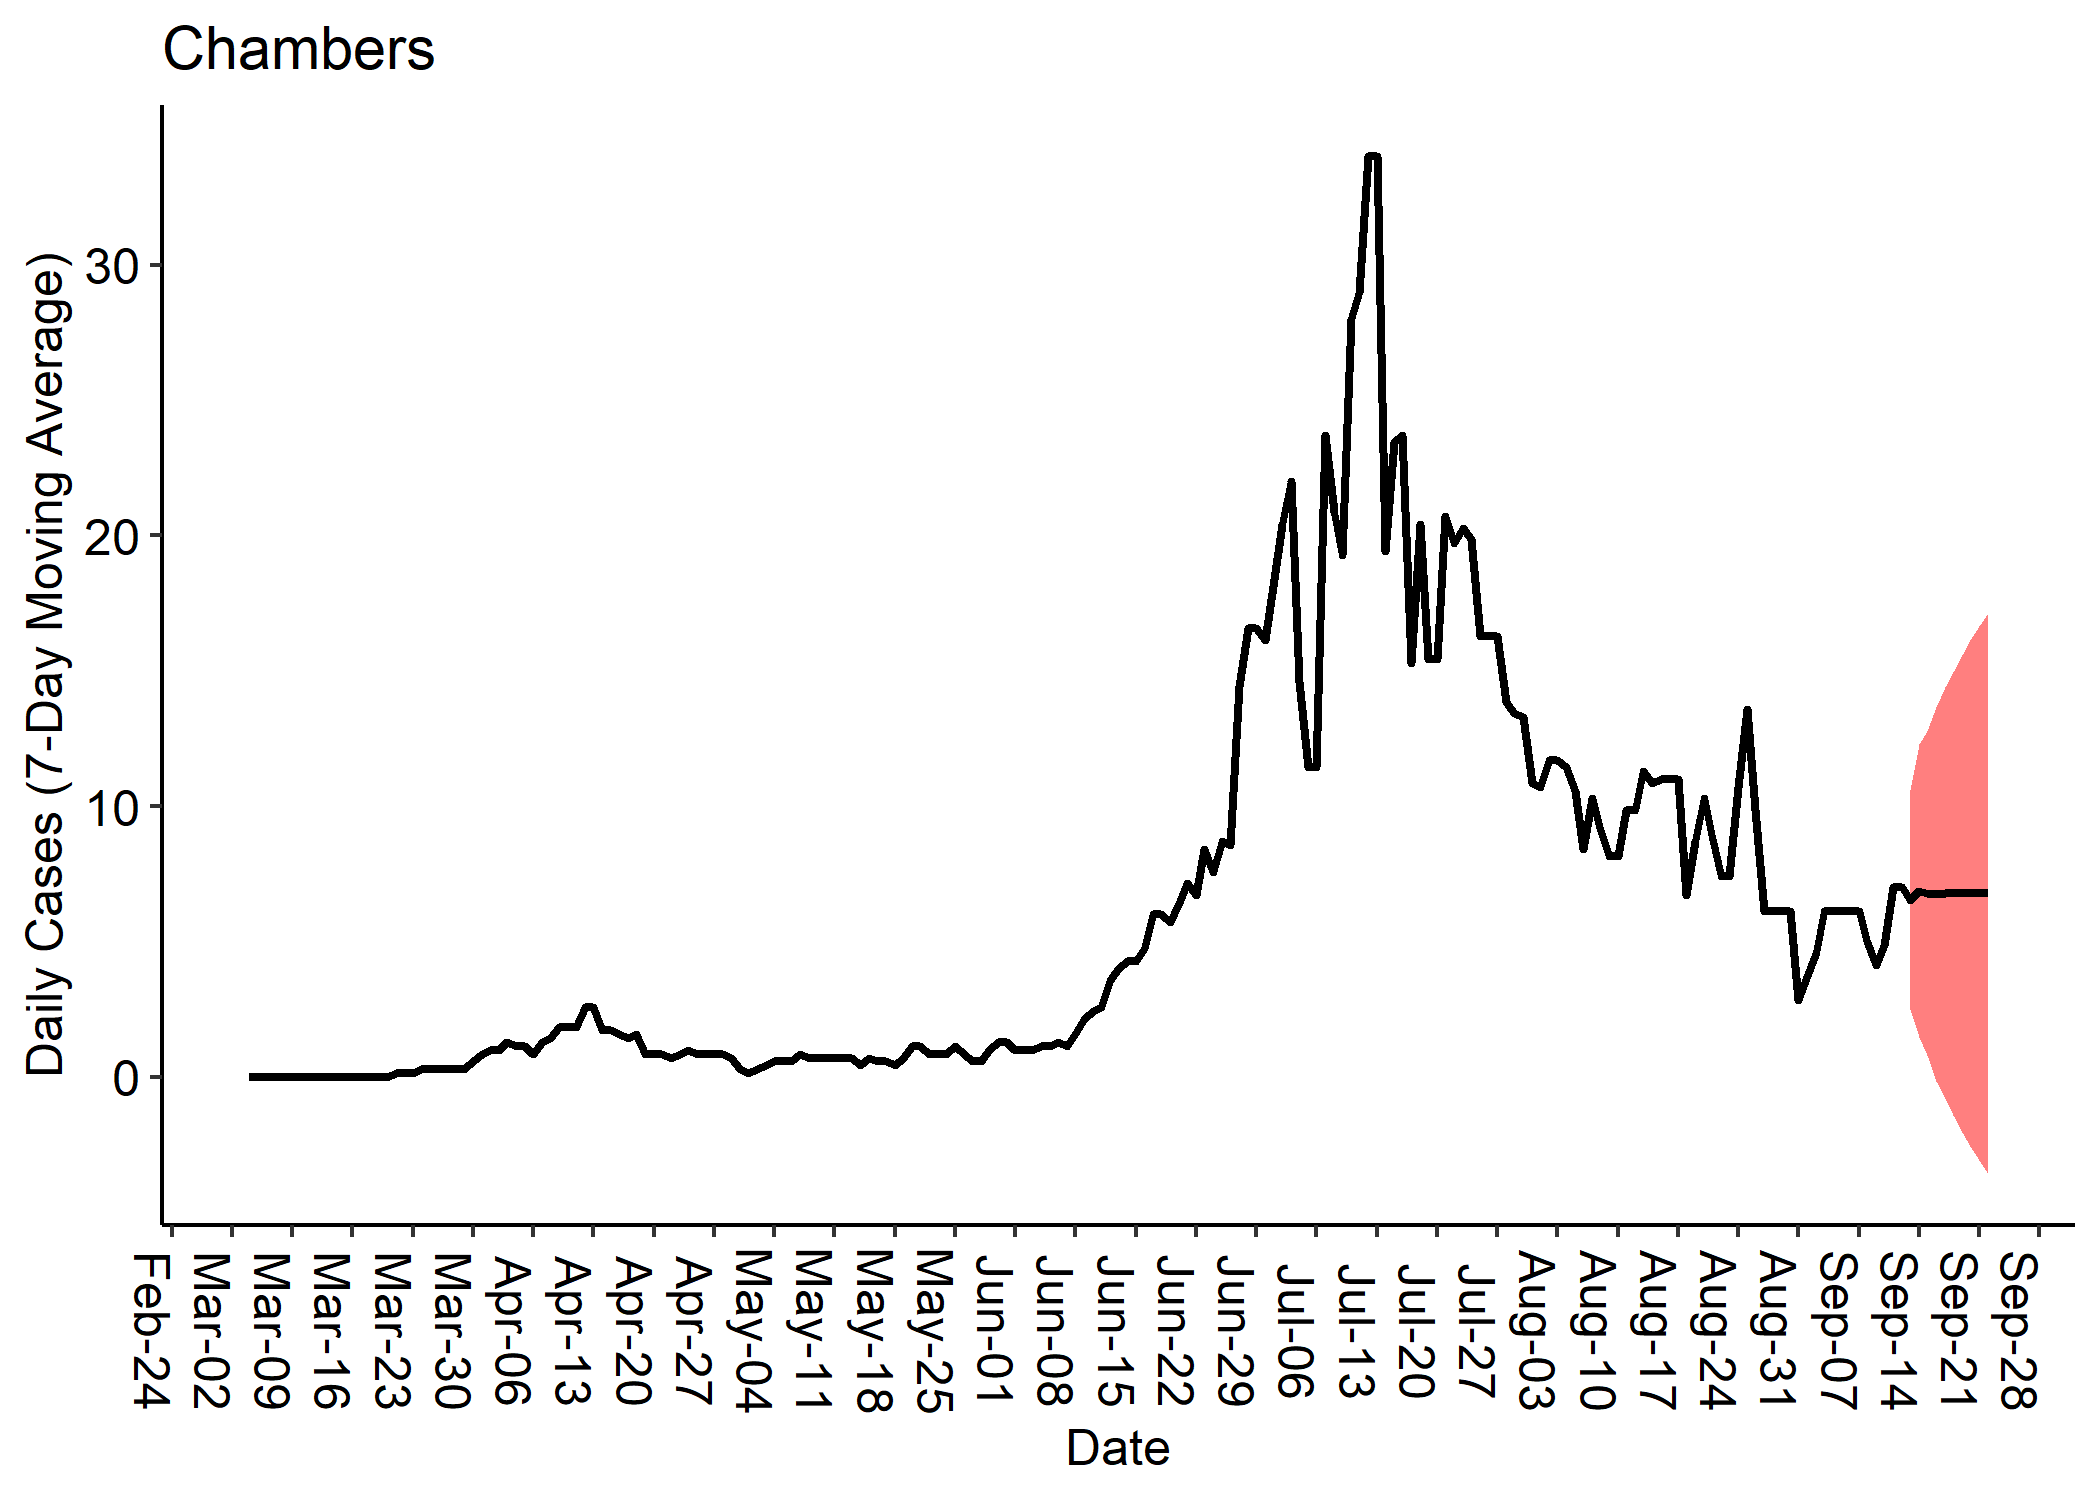 Chambers
Daily Cases (7-Day Moving Average)
30
20
10
0
Feb-24
Mar-02
Mar-09
Mar-16
Mar-23
Mar-30
Apr-06
Apr-13
Apr-20
Apr-27
May-04
May-11
May-18
May-25
Jun-01
Jun-08
Jun-15
Jun-22
Jun-29
Jul-06
Jul-13
Jul-20
Jul-27
Aug-03
Aug-10
Aug-17
Aug-24
Aug-31
Sep-07
Sep-14
Sep-21
Sep-28
Date